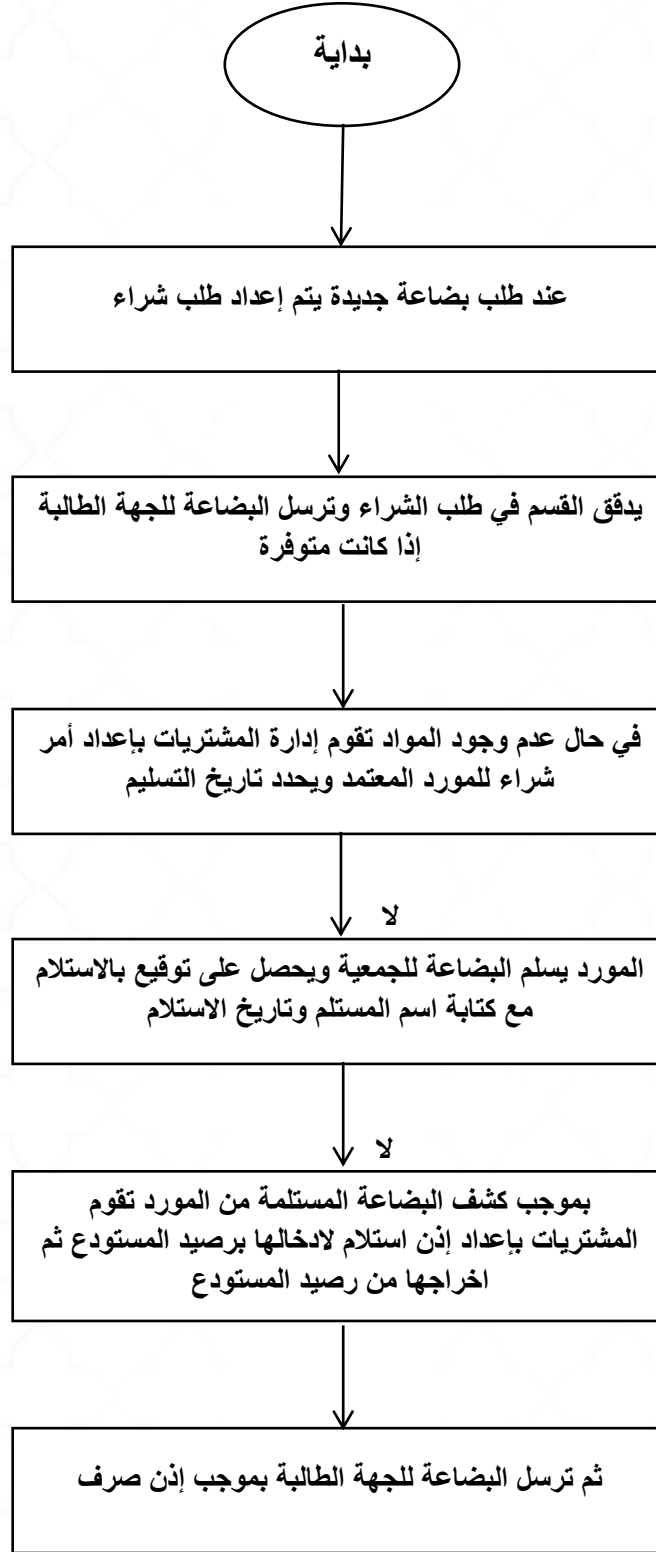 بداية
عند طلب بضاعة جديدة يتم إعداد طلب شراء
يدقق القسم في طلب الشراء وترسل البضاعة للجهة الطالبة
إذا كانت متوفرة
في حال عدم وجود المواد تقوم إدارة المشتريات بإعداد أمر
شراء للمورد المعتمد ويحدد تاريخ التسليم
لا
المورد يسلم البضاعة للجمعية ويحصل على توقيع بالاستلام
مع كتابة اسم المستلم وتاريخ الاستلام
لا
بموجب كشف البضاعة المستلمة من المورد تقوم
المشتريات بإعداد إذن استلام لادخالها برصيد المستودع ثم
اخراجها من رصيد المستودع
ثم ترسل البضاعة للجهة الطالبة بموجب إذن صرف